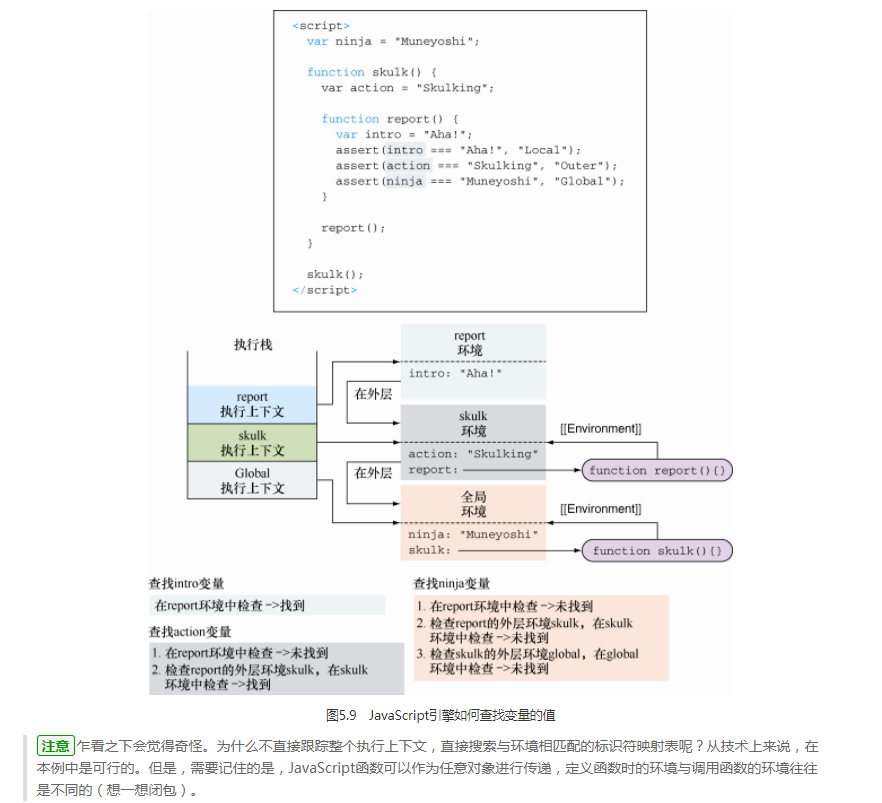 <script>
var ninja = "Muneyoshi";
function skulk() {
var action = "Skulking";
function report() {
var intro = "Aha!";
assert(intro === "Aha!", "Local");
assert(action === "Skulking", "Outer");
assert(ninja === "Muneyoshi", "Global");
}
report();
}
skulk();
</script>
执行栈
report
执行上下文
skulk
执行上下文
Global
执行上下文
report
环境
intro: "Aha!"
在外层
skulk
环境
action: "Skulking"
report:
[[Environment]]
function report(){}
在外层
全局
环境
ninja: "Muneyoshi"
skulk:
[[Environment]]
function skulk(){}
查找intro变量
在report环境中检查->找到
查找action变量
1. 在report环境中检查->未找到
2. 检查report的外层环境skulk，在skulk
环境中检查->找到
查找ninja变量
1. 在report环境中检查->未找到
2. 检查report的外层环境skulk，在skulk
环境中检查->未找到
3. 检查skulk的外层环境global，在global
环境中检查->未找到
图5.9 JavaScript引擎如何查找变量的值
注意 乍看之下会觉得奇怪。为什么不直接跟踪整个执行上下文，直接搜索与环境相匹配的标识符映射表呢？从技术上来说，在
本例中是可行的。但是，需要记住的是，JavaScript函数可以作为任意对象进行传递，定义函数时的环境与调用函数的环境往往
是不同的（想一想闭包）。